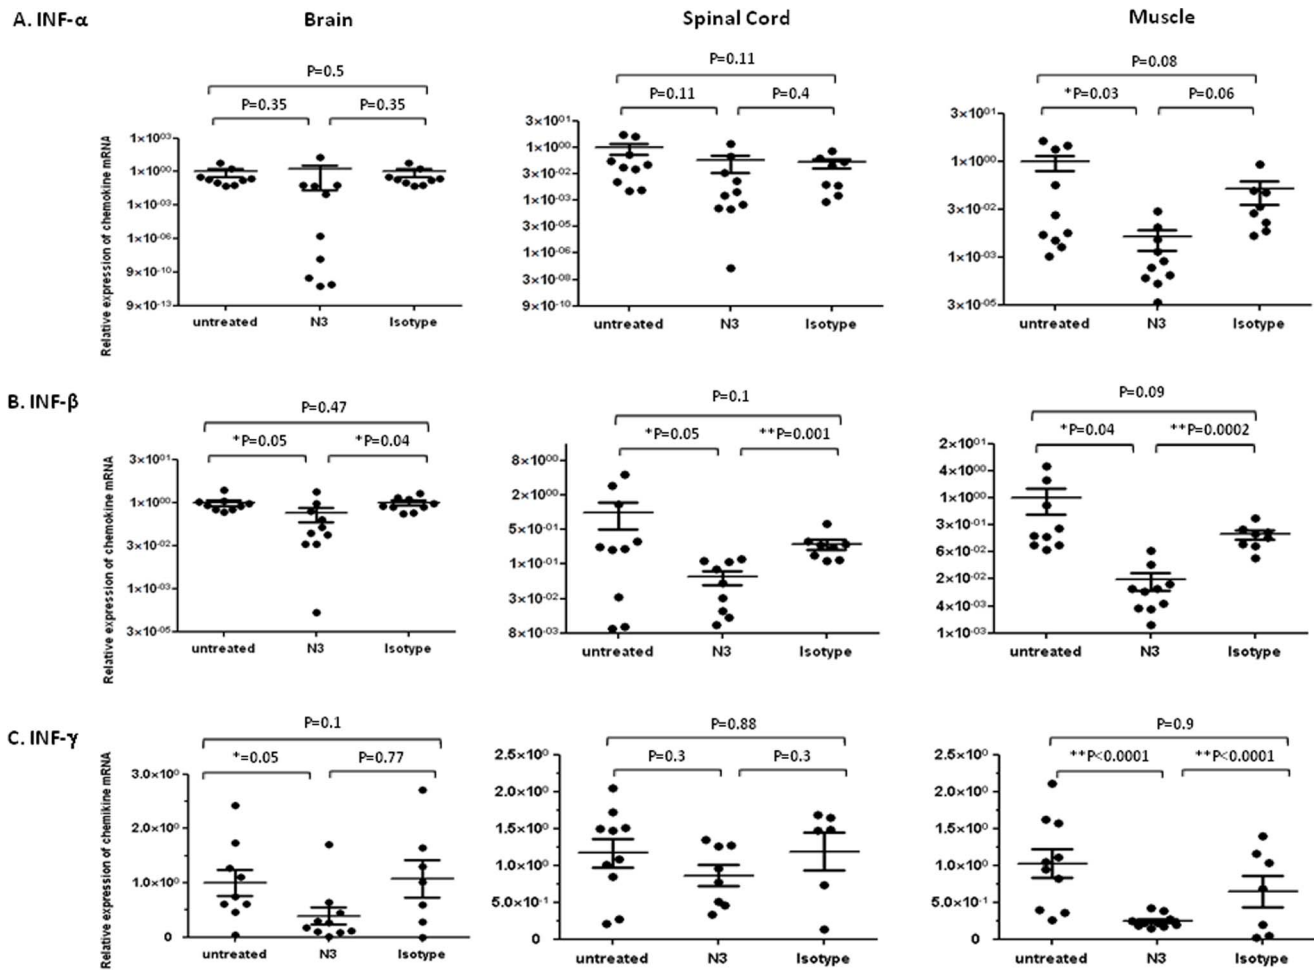 A. INF-α
Brain
Spinal Cord
Muscle
P=0.5
P=0.35
P=0.35
Relative expression of chemokine mRNA
1×10⁰³
1×10⁰⁰
1×10⁻⁰³
1×10⁻⁰⁶
9×10⁻¹⁰
9×10⁻¹³
untreated
N3
Isotype
P=0.11
P=0.11
P=0.4
3×10⁰¹
1×10⁰⁰
3×10⁻⁰²
1×10⁻⁰³
3×10⁻⁰⁵
1×10⁻⁰⁶
3×10⁻⁰⁸
9×10⁻¹⁰
untreated
N3
Isotype
P=0.08
*P=0.03
P=0.06
3×10⁰¹
1×10⁰⁰
3×10⁻⁰²
1×10⁻⁰³
3×10⁻⁰⁵
untreated
N3
Isotype
B. INF-β
P=0.47
*P=0.05
*P=0.04
Relative expression of chemokine mRNA
3×10⁰¹
1×10⁰⁰
3×10⁻⁰²
1×10⁻⁰³
3×10⁻⁰⁵
untreated
N3
Isotype
P=0.1
*P=0.05
**P=0.001
8×10⁰⁰
2×10⁰⁰
5×10⁻⁰¹
1×10⁻⁰¹
3×10⁻⁰²
8×10⁻⁰³
untreated
N3
Isotype
P=0.09
*P=0.04
**P=0.0002
2×10⁰¹
4×10⁰⁰
1×10⁰⁰
3×10⁻⁰¹
6×10⁻⁰²
2×10⁻⁰²
4×10⁻⁰³
1×10⁻⁰³
untreated
N3
Isotype
C. INF-γ
P=0.1
*=0.05
P=0.77
Relative expression of chemikine mRNA
3.0×10⁰
2.0×10⁰
1.0×10⁰
0
untreated
N3
Isotype
P=0.88
P=0.3
P=0.3
2.5×10⁰
2.0×10⁰
1.5×10⁰
1.0×10⁰
5.0×10⁻¹
0
untreated
N3
Isotype
P=0.9
**P<0.0001
**P<0.0001
2.5×10⁰
2.0×10⁰
1.5×10⁰
1.0×10⁰
5.0×10⁻¹
0
untreated
N3
Isotype